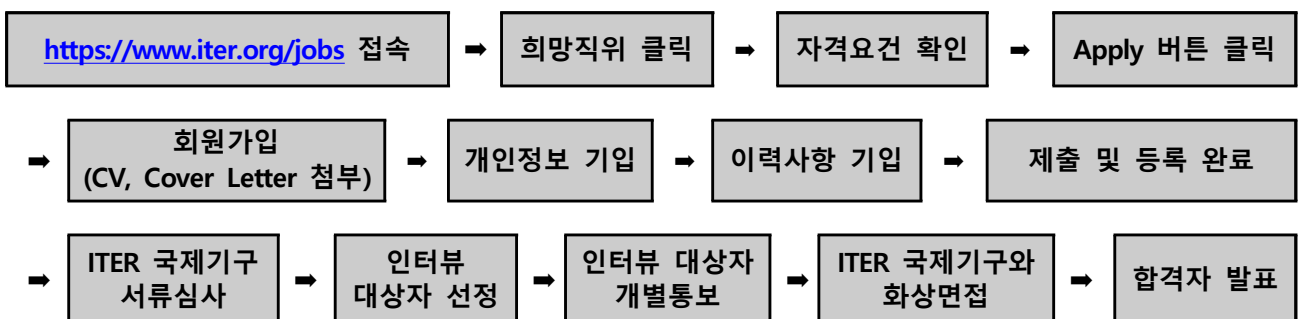 https://www.iter.org/jobs 접속 ➡ 희망직위 클릭 ➡ 자격요건 확인 ➡ Apply 버튼 클릭
➡ 회원가입
(CV, Cover Letter 첨부) ➡ 개인정보 기입 ➡ 이력사항 기입 ➡ 제출 및 등록 완료
➡ ITER 국제기구
서류심사 ➡ 인터뷰
대상자 선정 ➡ 인터뷰 대상자
개별통보 ➡ ITER 국제기구와
화상면접 ➡ 합격자 발표